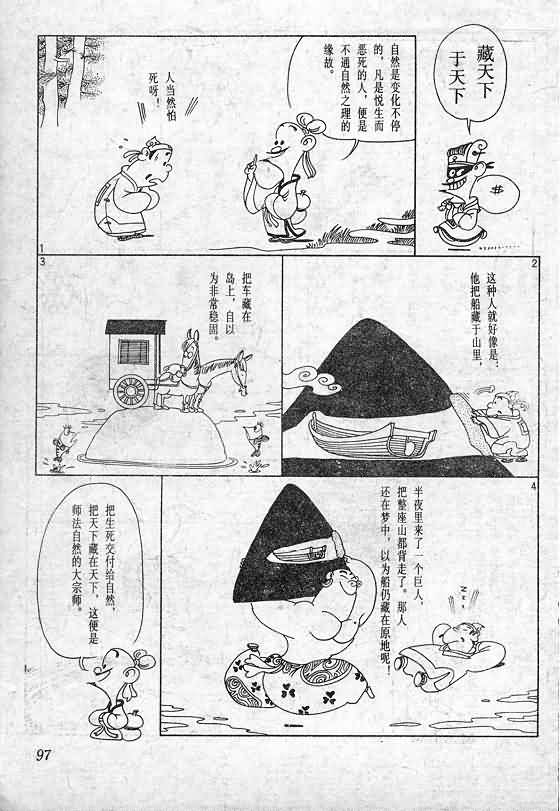 藏天下
于天下
自然是变化不停
的，凡是悦生而
恶死的人，便是
不通自然之理的
缘故。
人当然怕
死呀！
1
2
这种人就好像是：
他把船藏于山里，
3
把车藏在
岛上，自以
为非常稳固。
4
半夜里来了一个巨人，
把整座山都背走了。那人
还在梦中，以为船仍藏在原地呢！
ZZZ
把生死交付给自然，
把天下藏在天下，这便是
师法自然的大宗师。
97